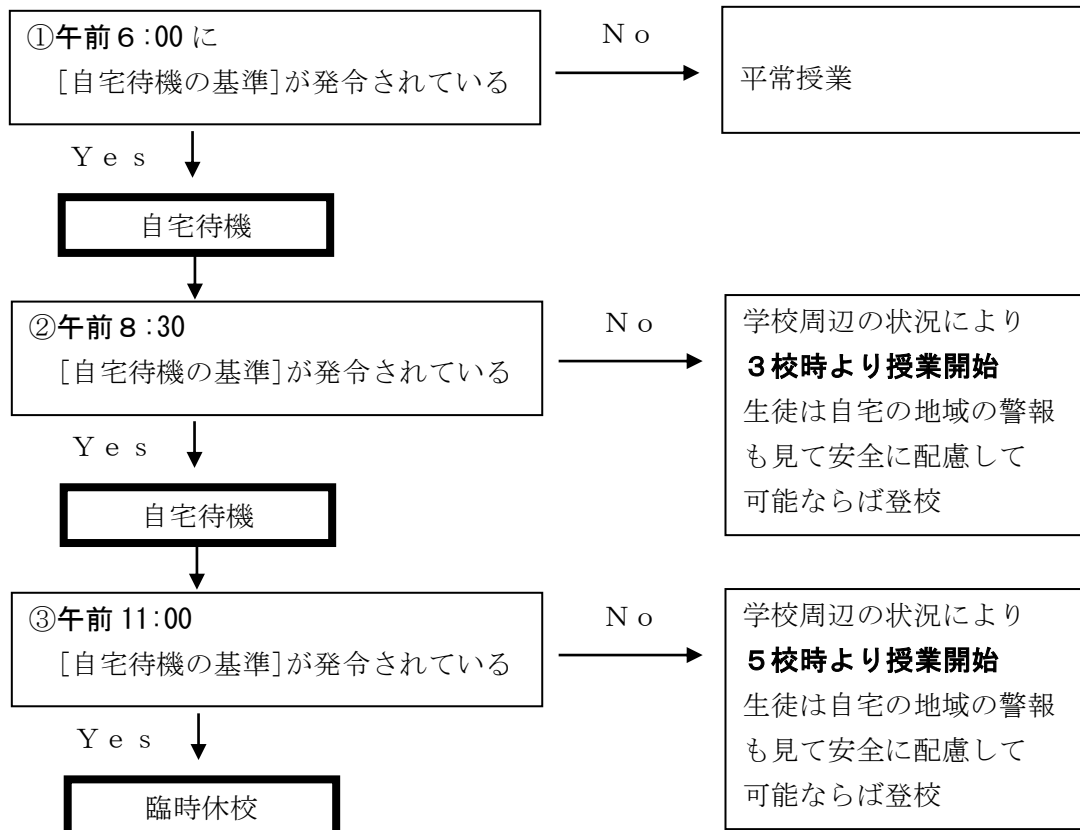 ①午前６:00 に
[自宅待機の基準]が発令されている
Ｎｏ
平常授業
Ｙｅｓ
自宅待機
②午前８:30
[自宅待機の基準]が発令されている
Ｎｏ
学校周辺の状況により
３校時より授業開始
生徒は自宅の地域の警報
も見て安全に配慮して
可能ならば登校
Ｙｅｓ
自宅待機
③午前 11:00
[自宅待機の基準]が発令されている
Ｎｏ
学校周辺の状況により
５校時より授業開始
生徒は自宅の地域の警報
も見て安全に配慮して
可能ならば登校
Ｙｅｓ
臨時休校